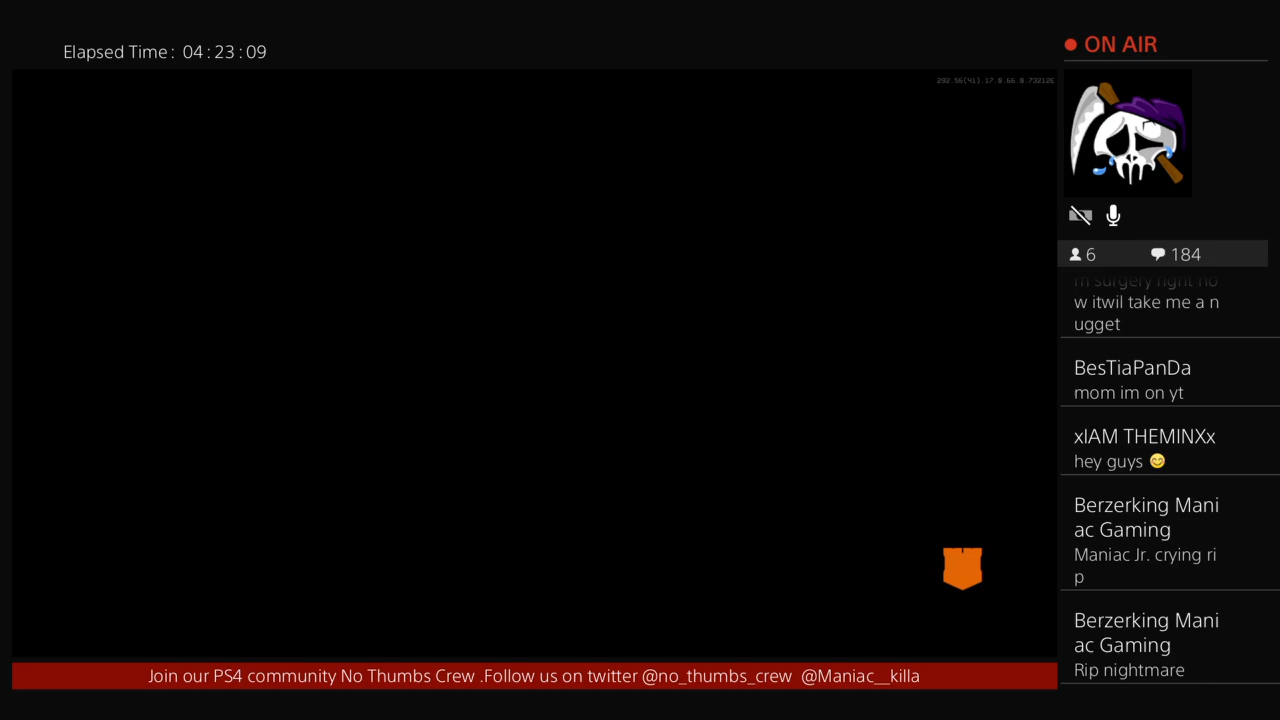 Elapsed Time: 04:23:09
ON AIR
6
184
w itwil take me a n
ugget
BesTiaPanDa
mom im on yt
xIAM THEMINXx
hey guys 😊
Berzerking Mani
ac Gaming
Maniac Jr. crying ri
p
Berzerking Mani
ac Gaming
Rip nightmare
Join our PS4 community No Thumbs Crew .Follow us on twitter @no_thumbs_crew @Maniac__killa